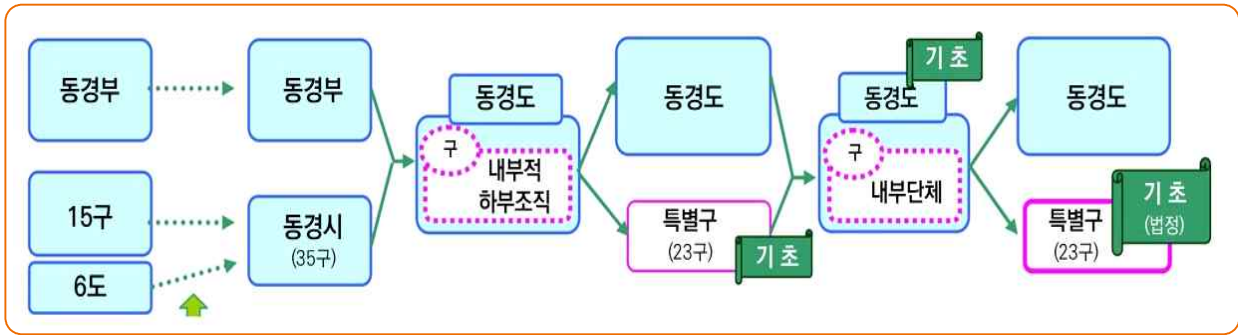 동경부
15구
6도
동경부
동경시
(35구)
동경도
구
내부적
하부조직
동경도
특별구
(23구)
기초
기초
동경도
구
내부단체
동경도
특별구
(23구)
기초
(법정)